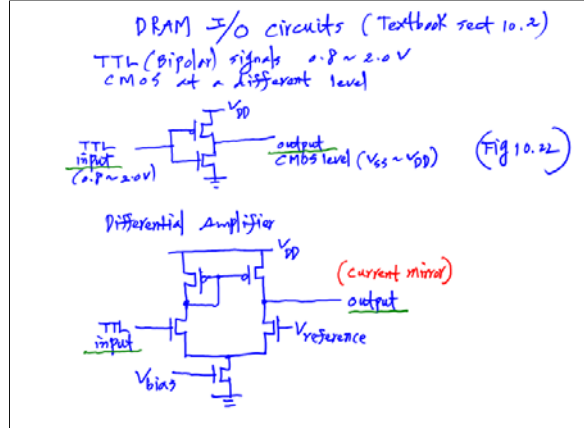 DRAM I/O circuits (Textbook sect 10.2)
TTL (Bipolar) signals 0.8 ~ 2.0V
CMOS at a different level
VDD
TTL input (0.8 ~ 2.0V)
output CMOS level (VSS ~ VDD)
(Fig 10.22)
Differential Amplifier
VDD
(current mirror)
output
TTL input
Vreference
Vbias